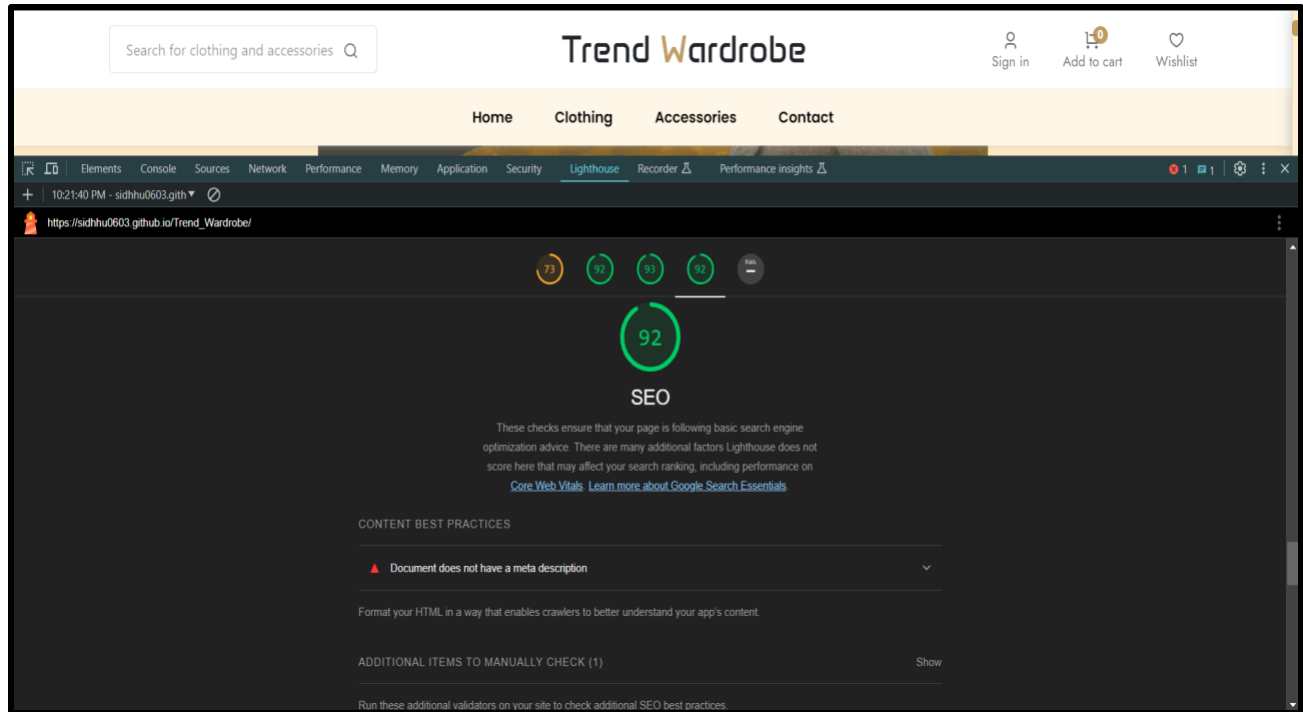 Search for clothing and accessories
Trend Wardrobe
Sign in
0
Add to cart
Wishlist
Home Clothing Accessories Contact
Elements Console Sources Network Performance Memory Application Security Lighthouse Recorder Performance insights 1 1
10:21:40 PM - sidhhu0603.gith
https://sidhhu0603.github.io/Trend_Wardrobe/
73 92 93 92 PWA
92
SEO
These checks ensure that your page is following basic search engine
optimization advice. There are many additional factors Lighthouse does not
score here that may affect your search ranking, including performance on
Core Web Vitals. Learn more about Google Search Essentials.
CONTENT BEST PRACTICES
Document does not have a meta description
Format your HTML in a way that enables crawlers to better understand your app's content.
ADDITIONAL ITEMS TO MANUALLY CHECK (1) Show
Run these additional validators on your site to check additional SEO best practices.